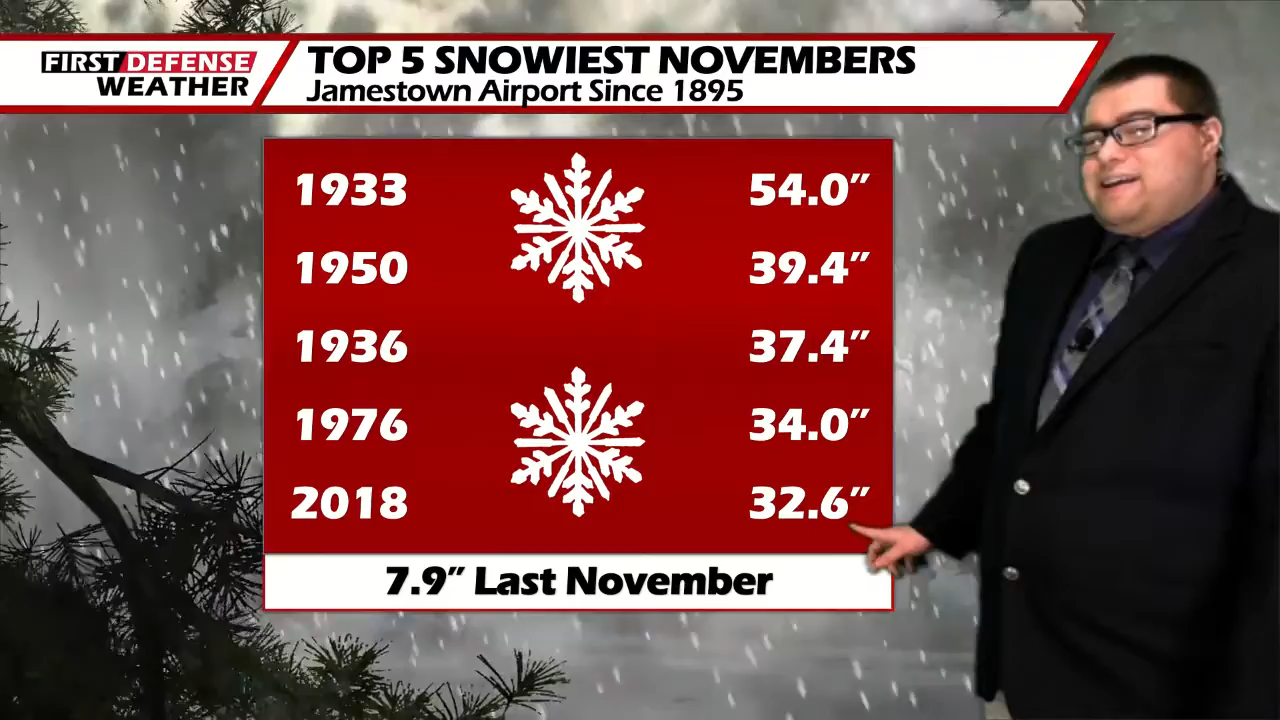 FIRST DEFENSE
WEATHER
TOP 5 SNOWIEST NOVEMBERS
Jamestown Airport Since 1895
1933 54.0”
1950 39.4”
1936 37.4”
1976 34.0”
2018 32.6”
7.9” Last November